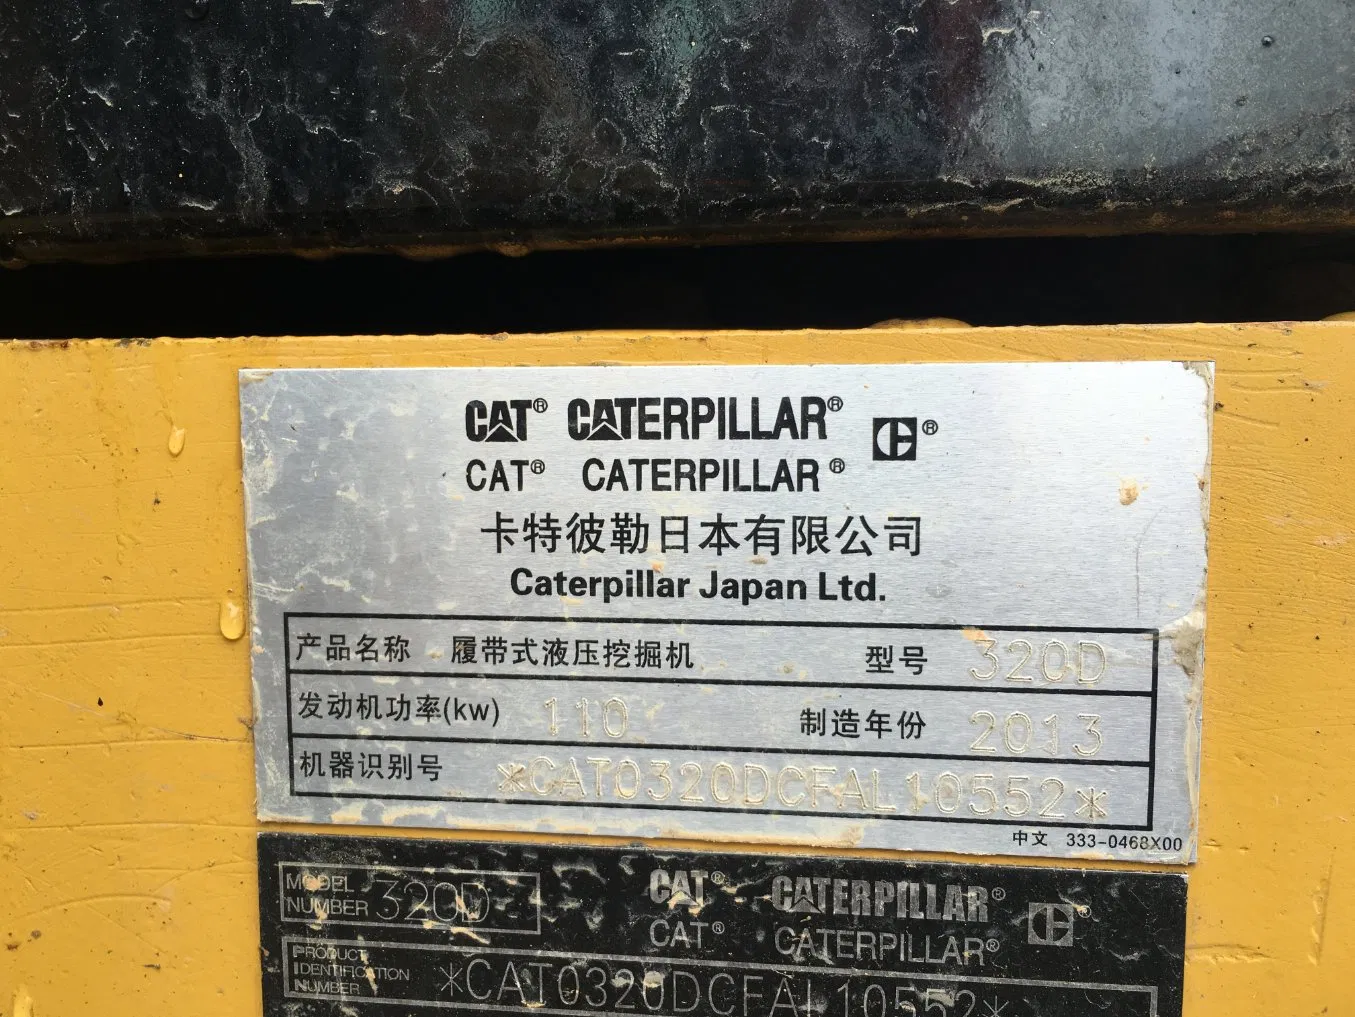 CAT® CATERPILLAR® ®
CAT® CATERPILLAR®
卡特彼勒日本有限公司
Caterpillar Japan Ltd.
产品名称 履带式液压挖掘机 型号 320D
发动机功率(kw) 110 制造年份 2013
机器识别号 *CAT0320DCFAL10552*
中文 333-0468X00
MODEL NUMBER 320D CAT® CATERPILLAR® ®
CAT® CATERPILLAR®
PRODUCT IDENTIFICATION NUMBER *CAT0320DCFAL10552*